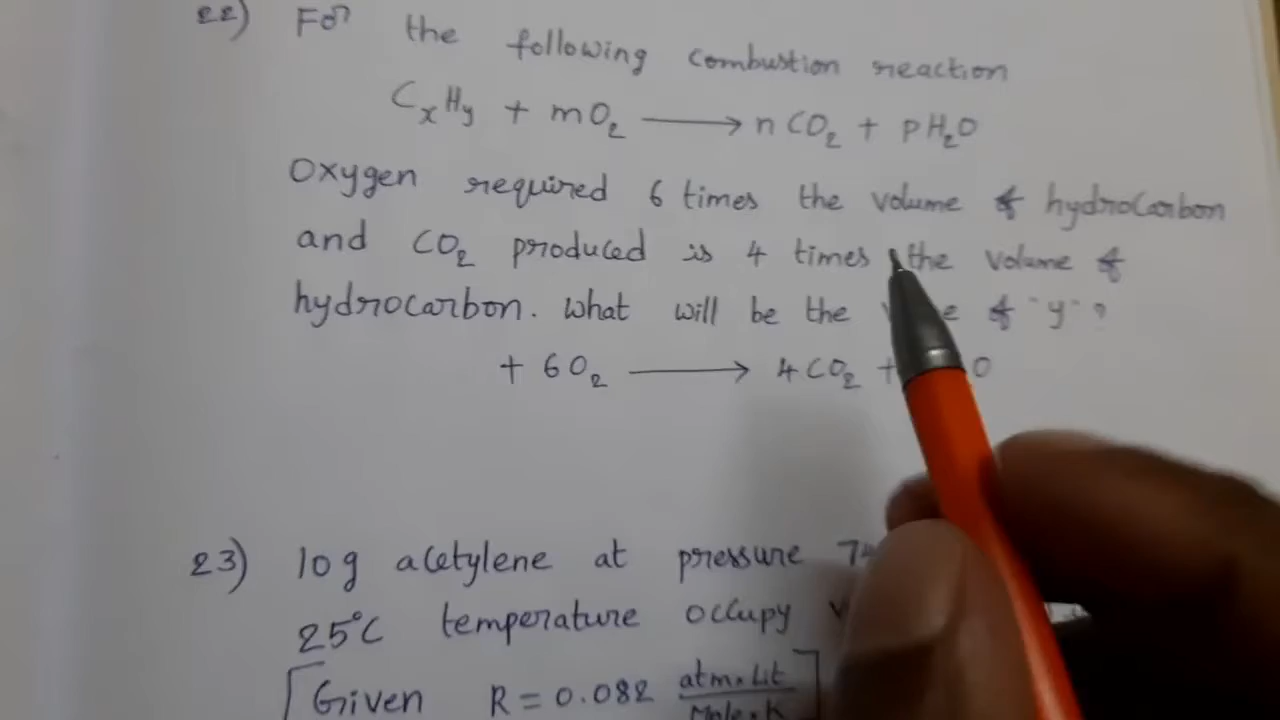 22) For the following combustion reaction
CxHy + mO₂ ⟶ nCO₂ + pH₂O
Oxygen required 6 times the volume of hydrocarbon
and CO₂ produced is 4 times the volume of
hydrocarbon. What will be the of "y" ?
+ 6O₂ ⟶ 4CO₂ + O
23) 10g acetylene at pressure
25°C temperature occupy
[Given R = 0.082 atm.Lit/Mole.K]